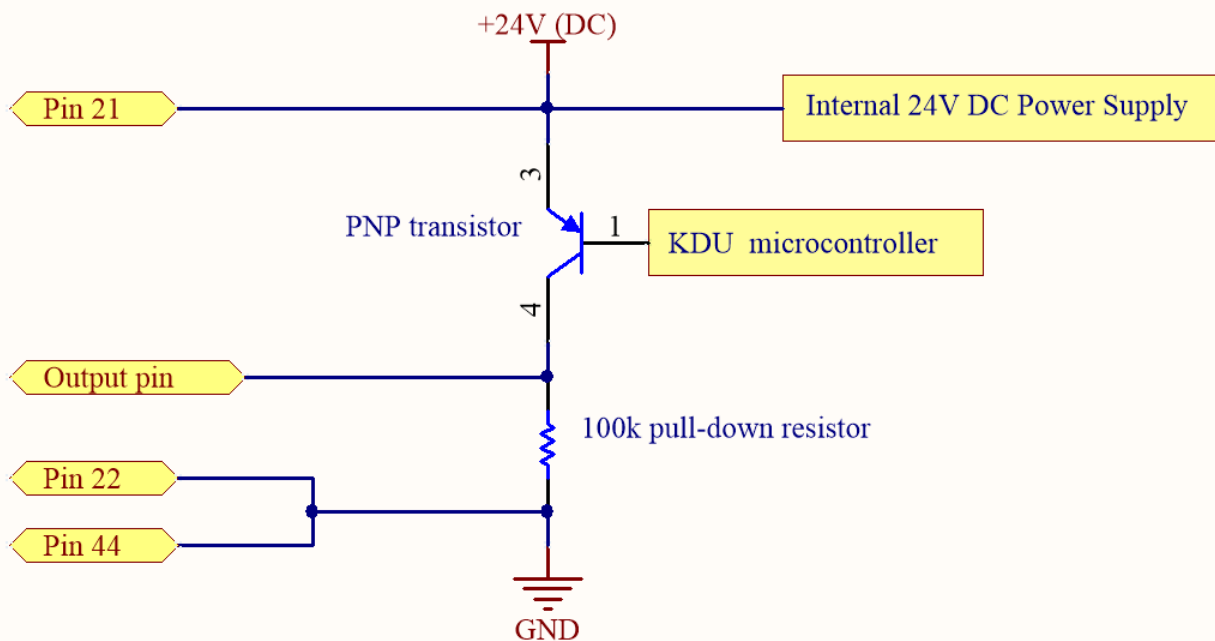 +24V (DC)
Pin 21
Internal 24V DC Power Supply
3
PNP transistor
1
KDU microcontroller
4
Output pin
100k pull-down resistor
Pin 22
Pin 44
GND